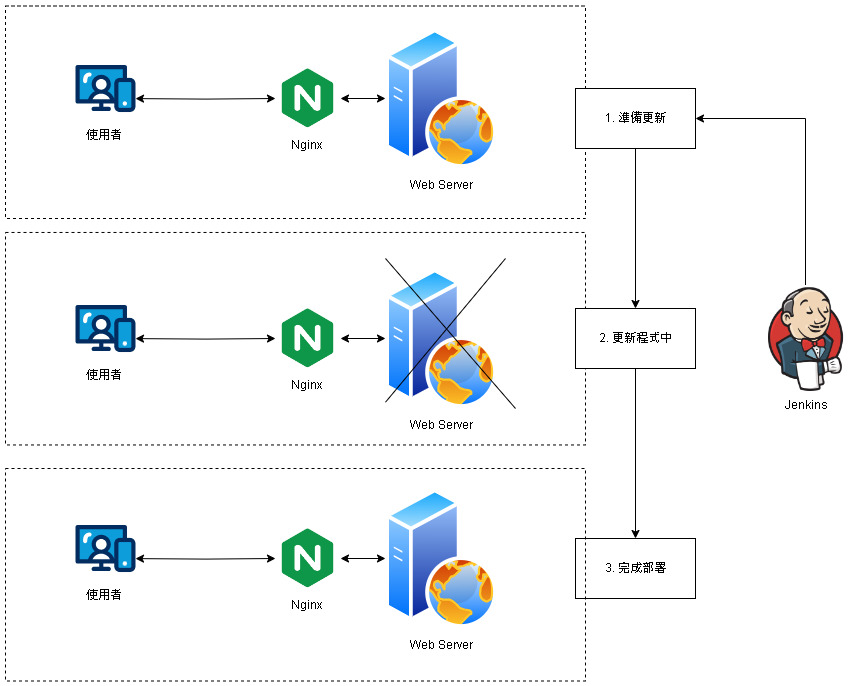 使用者
N
Nginx
Web Server
1. 準備更新
使用者
N
Nginx
Web Server
2. 更新程式中
Jenkins
使用者
N
Nginx
Web Server
3. 完成部署